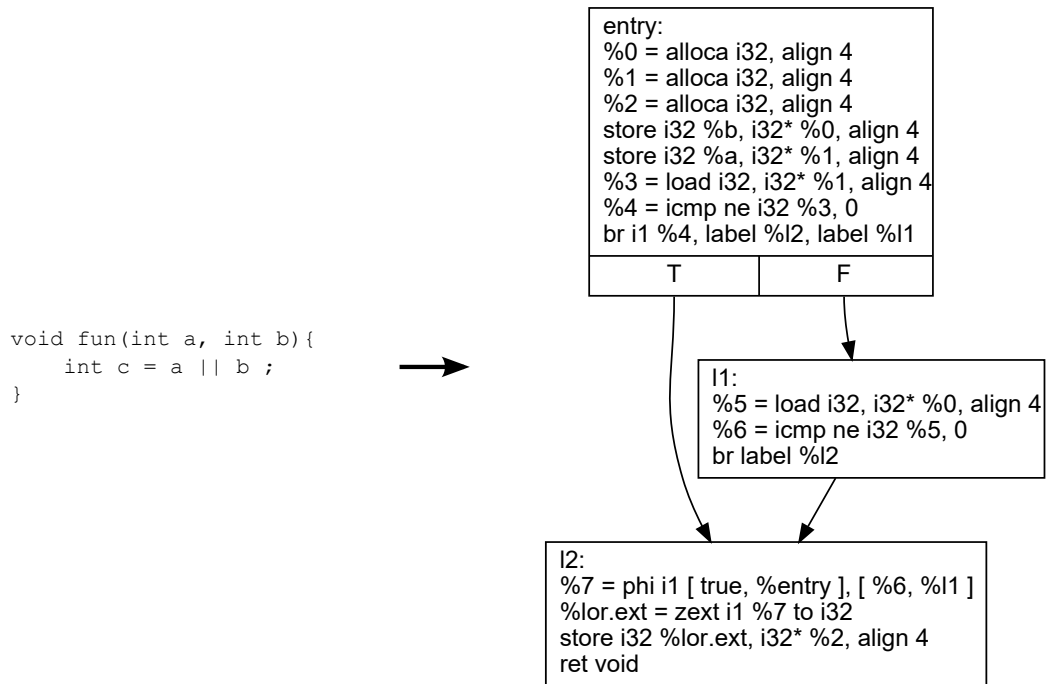 void fun(int a, int b){
    int c = a || b ;
}
entry:
%0 = alloca i32, align 4
%1 = alloca i32, align 4
%2 = alloca i32, align 4
store i32 %b, i32* %0, align 4
store i32 %a, i32* %1, align 4
%3 = load i32, i32* %1, align 4
%4 = icmp ne i32 %3, 0
br i1 %4, label %l2, label %l1
T
F
l1:
%5 = load i32, i32* %0, align 4
%6 = icmp ne i32 %5, 0
br label %l2
l2:
%7 = phi i1 [ true, %entry ], [ %6, %l1 ]
%lor.ext = zext i1 %7 to i32
store i32 %lor.ext, i32* %2, align 4
ret void